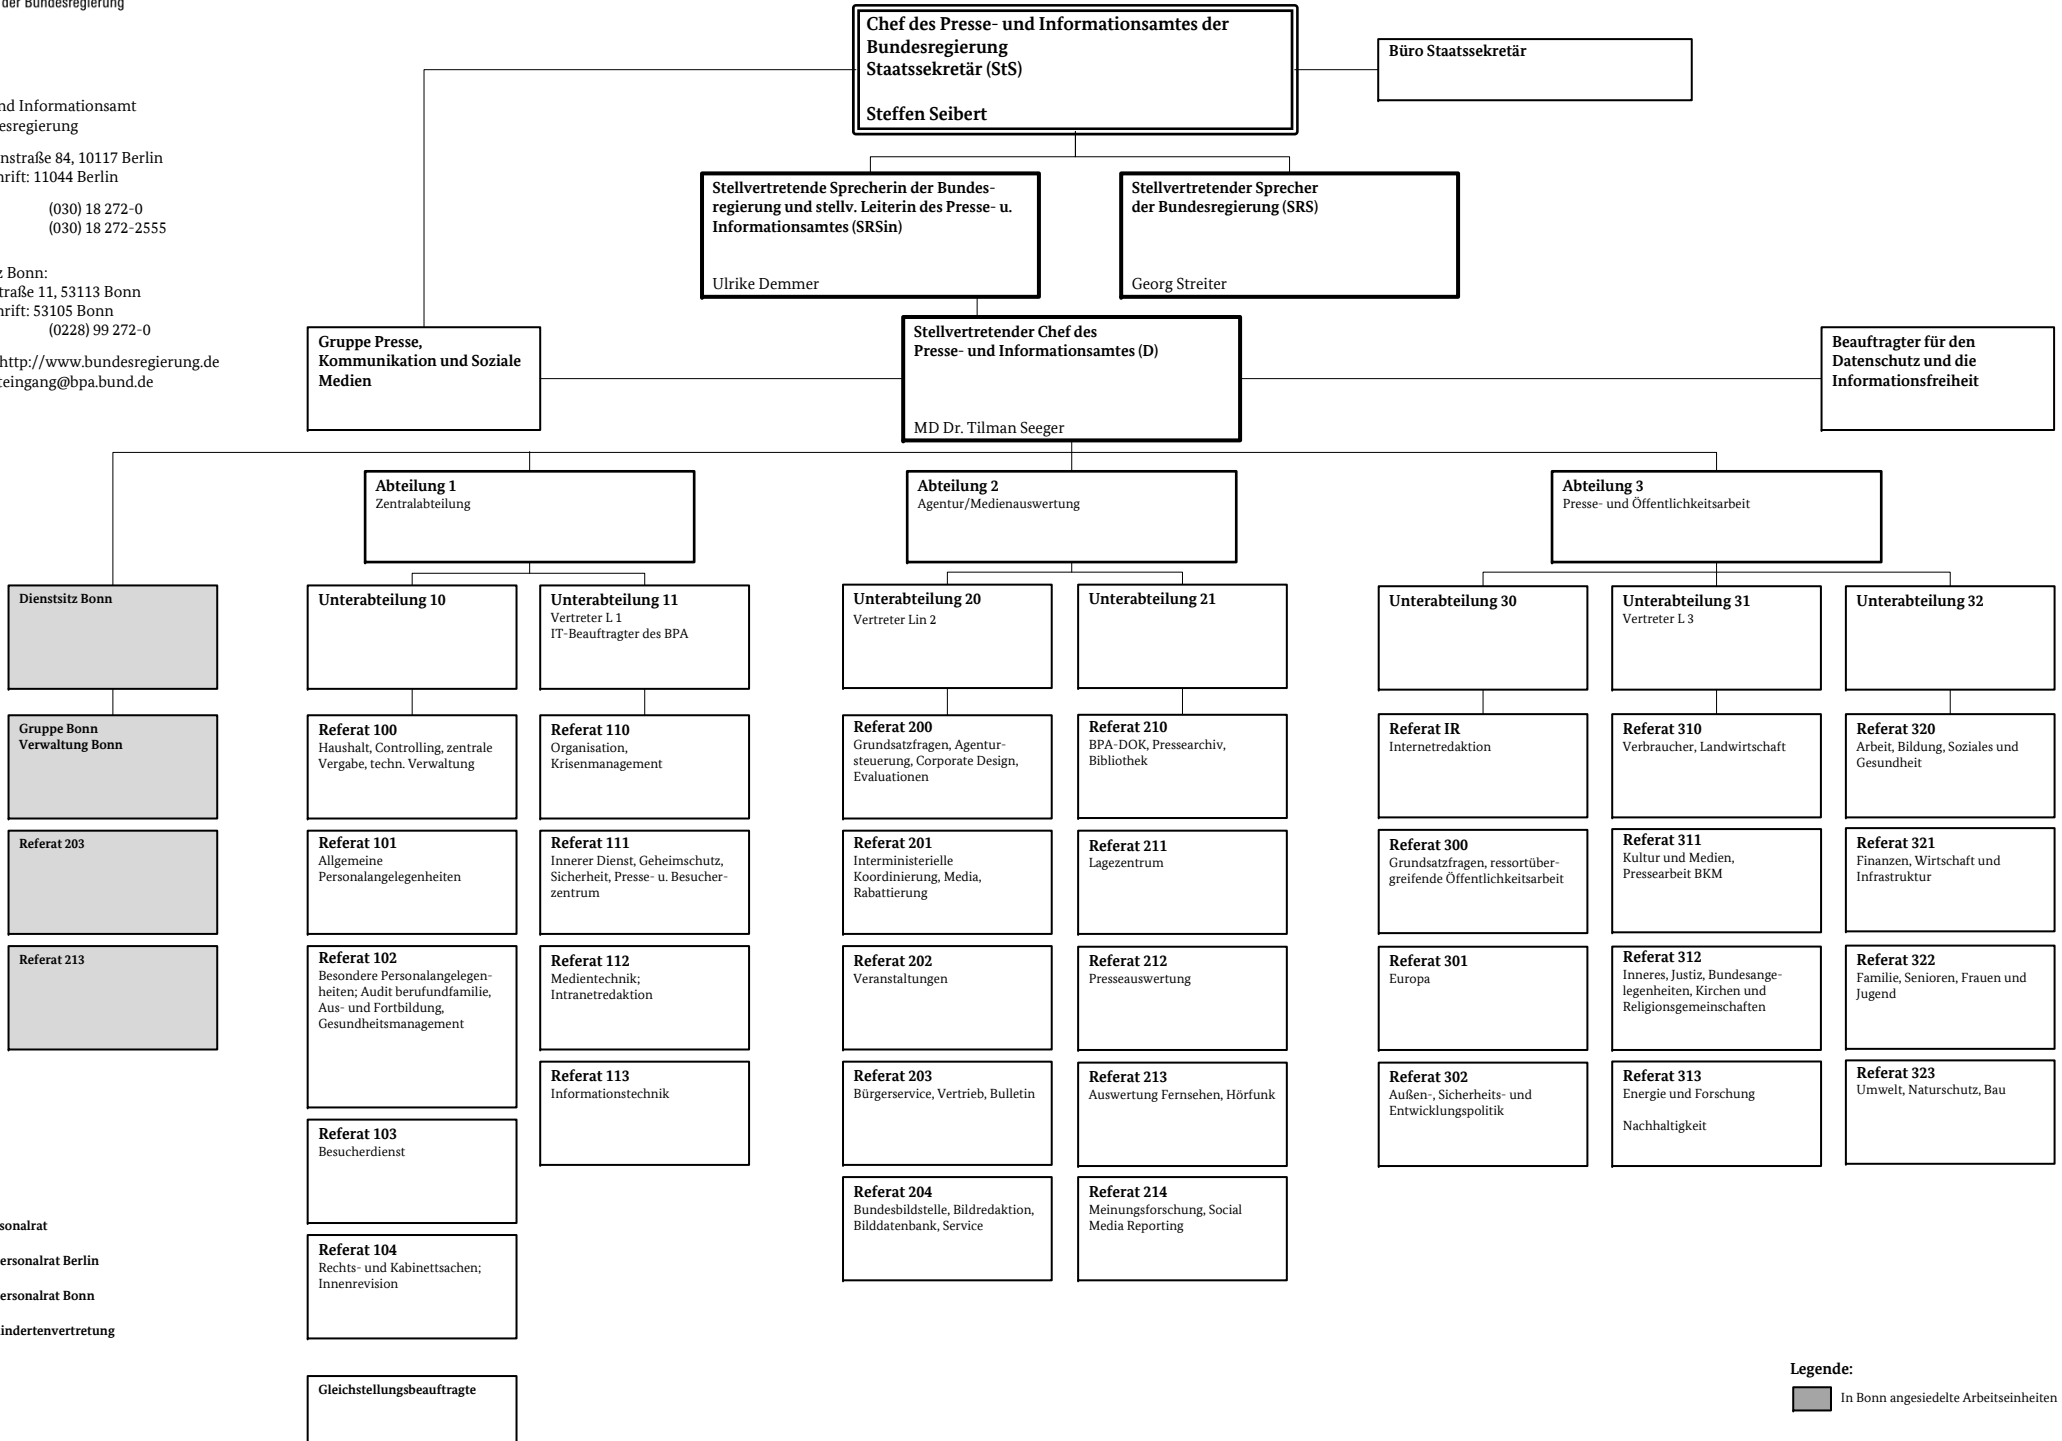 der Bundesregierung
nd Informationsamt
esregierung
nstraße 84, 10117 Berlin
hrift: 11044 Berlin
(030) 18 272-0
(030) 18 272-2555
z Bonn:
traße 11, 53113 Bonn
hrift: 53105 Bonn
(0228) 99 272-0
http://www.bundesregierung.de
teingang@bpa.bund.de
Chef des Presse- und Informationsamtes der
Bundesregierung
Staatssekretär (StS)
Steffen Seibert
Büro Staatssekretär
Stellvertretende Sprecherin der Bundes-
regierung und stellv. Leiterin des Presse- u.
Informationsamtes (SRSin)
Ulrike Demmer
Stellvertretender Sprecher
der Bundesregierung (SRS)
Georg Streiter
Gruppe Presse,
Kommunikation und Soziale
Medien
Stellvertretender Chef des
Presse- und Informationsamtes (D)
MD Dr. Tilman Seeger
Beauftragter für den
Datenschutz und die
Informationsfreiheit
Abteilung 1
Zentralabteilung
Abteilung 2
Agentur/Medienauswertung
Abteilung 3
Presse- und Öffentlichkeitsarbeit
Dienstsitz Bonn
Gruppe Bonn
Verwaltung Bonn
Referat 203
Referat 213
Unterabteilung 10
Referat 100
Haushalt, Controlling, zentrale
Vergabe, techn. Verwaltung
Referat 101
Allgemeine
Personalangelegenheiten
Referat 102
Besondere Personalangelegen-
heiten; Audit berufundfamilie,
Aus- und Fortbildung,
Gesundheitsmanagement
Referat 103
Besucherdienst
Referat 104
Rechts- und Kabinettsachen;
Innenrevision
Gleichstellungsbeauftragte
Unterabteilung 11
Vertreter L 1
IT-Beauftragter des BPA
Referat 110
Organisation,
Krisenmanagement
Referat 111
Innerer Dienst, Geheimschutz,
Sicherheit, Presse- u. Besucher-
zentrum
Referat 112
Medientechnik;
Intranetredaktion
Referat 113
Informationstechnik
Unterabteilung 20
Vertreter Lin 2
Referat 200
Grundsatzfragen, Agentur-
steuerung, Corporate Design,
Evaluationen
Referat 201
Interministerielle
Koordinierung, Media,
Rabattierung
Referat 202
Veranstaltungen
Referat 203
Bürgerservice, Vertrieb, Bulletin
Referat 204
Bundesbildstelle, Bildredaktion,
Bilddatenbank, Service
Unterabteilung 21
Referat 210
BPA-DOK, Pressearchiv,
Bibliothek
Referat 211
Lagezentrum
Referat 212
Presseauswertung
Referat 213
Auswertung Fernsehen, Hörfunk
Referat 214
Meinungsforschung, Social
Media Reporting
Unterabteilung 30
Referat IR
Internetredaktion
Referat 300
Grundsatzfragen, ressortüber-
greifende Öffentlichkeitsarbeit
Referat 301
Europa
Referat 302
Außen-, Sicherheits- und
Entwicklungspolitik
Unterabteilung 31
Vertreter L 3
Referat 310
Verbraucher, Landwirtschaft
Referat 311
Kultur und Medien,
Pressearbeit BKM
Referat 312
Inneres, Justiz, Bundesange-
legenheiten, Kirchen und
Religionsgemeinschaften
Referat 313
Energie und Forschung
Nachhaltigkeit
Unterabteilung 32
Referat 320
Arbeit, Bildung, Soziales und
Gesundheit
Referat 321
Finanzen, Wirtschaft und
Infrastruktur
Referat 322
Familie, Senioren, Frauen und
Jugend
Referat 323
Umwelt, Naturschutz, Bau
sonalrat
ersonalrat Berlin
ersonalrat Bonn
indertenvertretung
Legende:
In Bonn angesiedelte Arbeitseinheiten